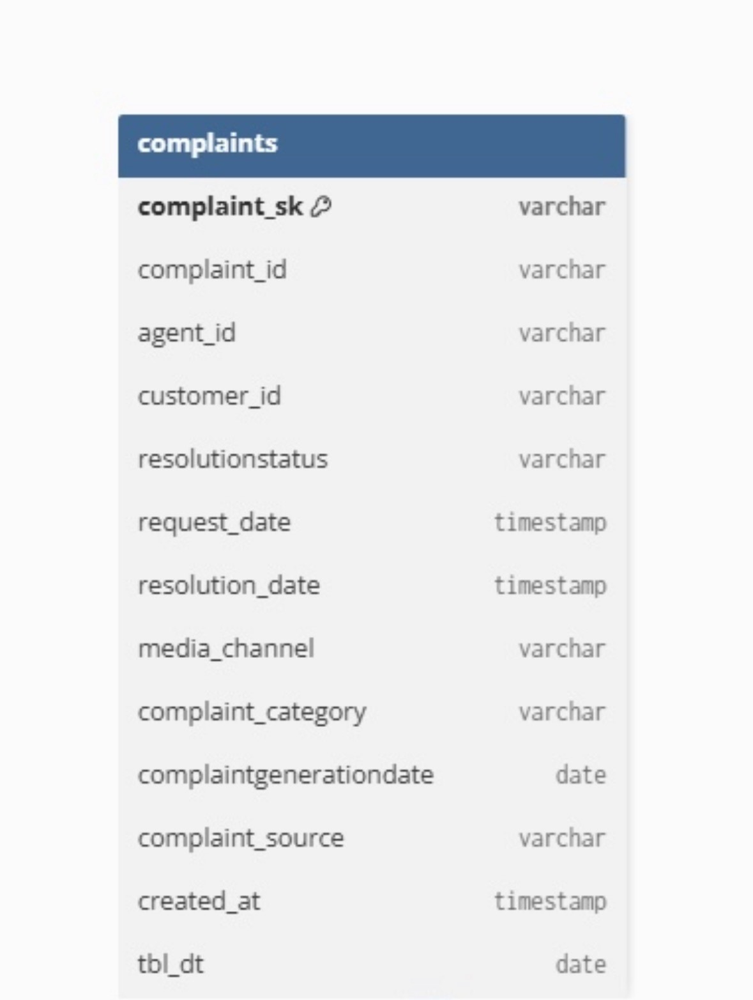 complaints
complaint_sk varchar
complaint_id varchar
agent_id varchar
customer_id varchar
resolutionstatus varchar
request_date timestamp
resolution_date timestamp
media_channel varchar
complaint_category varchar
complaintgenerationdate date
complaint_source varchar
created_at timestamp
tbl_dt date